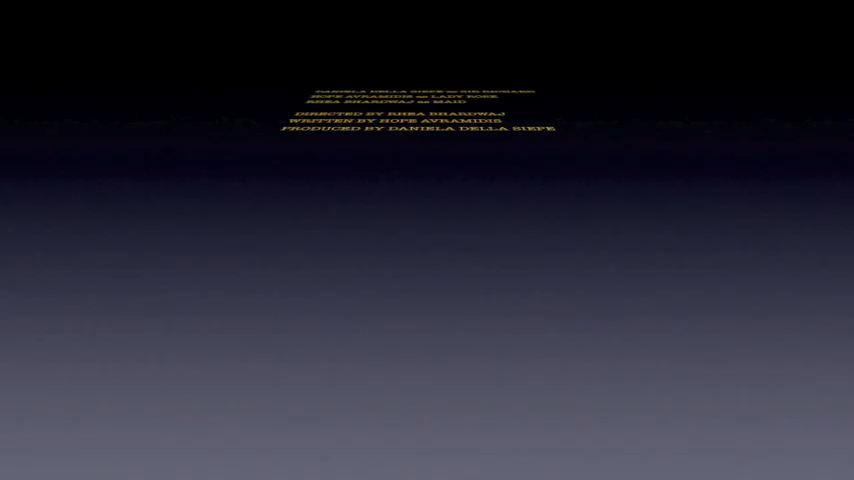 DANIELA DELLA SIEPE as SIR RICHARD
HOPE AVRAMIDIS as LADY ROSE
RHEA BHARDWAJ as MAID
DIRECTED BY RHEA BHARDWAJ
WRITTEN BY HOPE AVRAMIDIS
PRODUCED BY DANIELA DELLA SIEPE